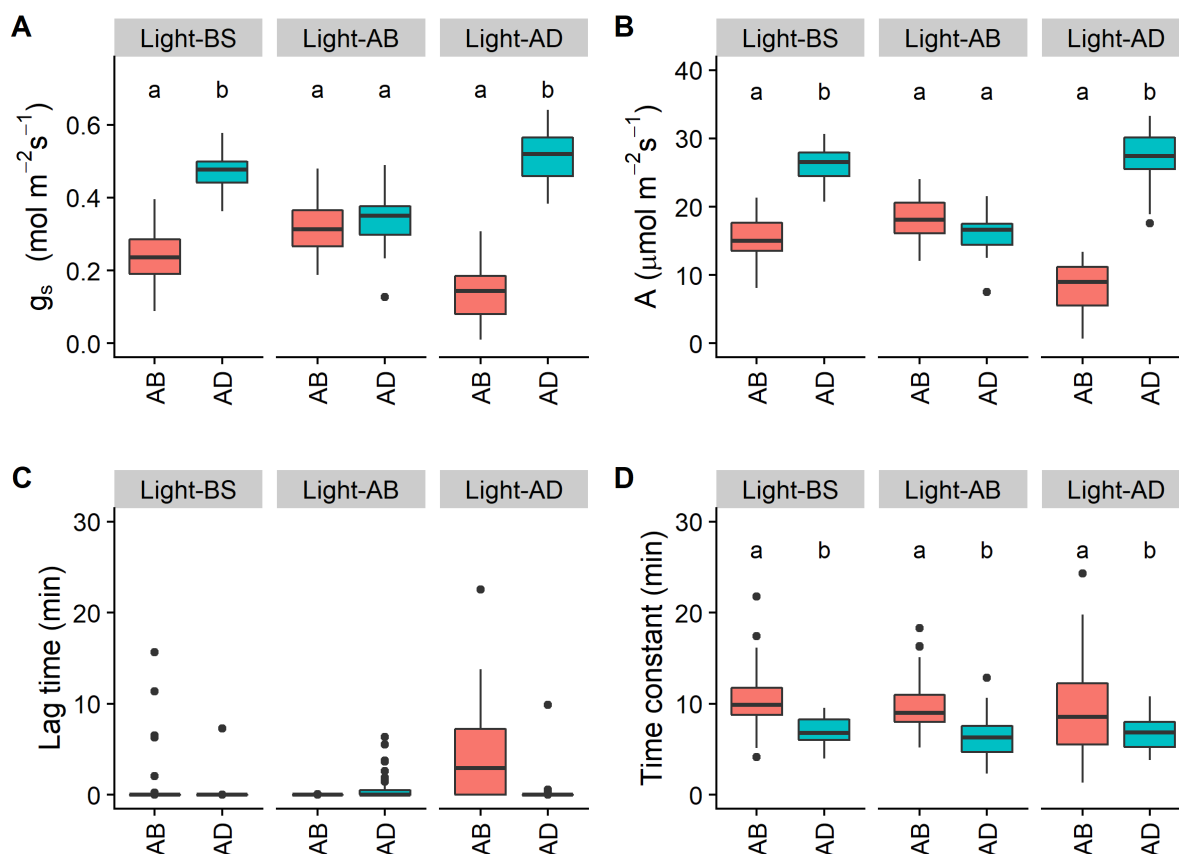 A
Light-BS Light-AB Light-AD
a b a a a b
gₛ (mol m⁻²s⁻¹)
0.6
0.4
0.2
0.0
AB AD AB AD AB AD
B
Light-BS Light-AB Light-AD
a b a a a b
A (μmol m⁻²s⁻¹)
40
30
20
10
0
AB AD AB AD AB AD
C
Light-BS Light-AB Light-AD
Lag time (min)
30
20
10
0
AB AD AB AD AB AD
D
Light-BS Light-AB Light-AD
a b a b a b
Time constant (min)
30
20
10
0
AB AD AB AD AB AD